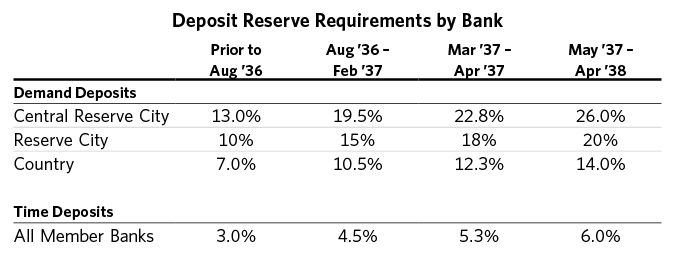 Deposit Reserve Requirements by Bank
Prior to Aug '36 – Mar '37 – May '37 –
Aug '36 Feb '37 Apr '37 Apr '38
Demand Deposits
Central Reserve City 13.0% 19.5% 22.8% 26.0%
Reserve City 10% 15% 18% 20%
Country 7.0% 10.5% 12.3% 14.0%
Time Deposits
All Member Banks 3.0% 4.5% 5.3% 6.0%